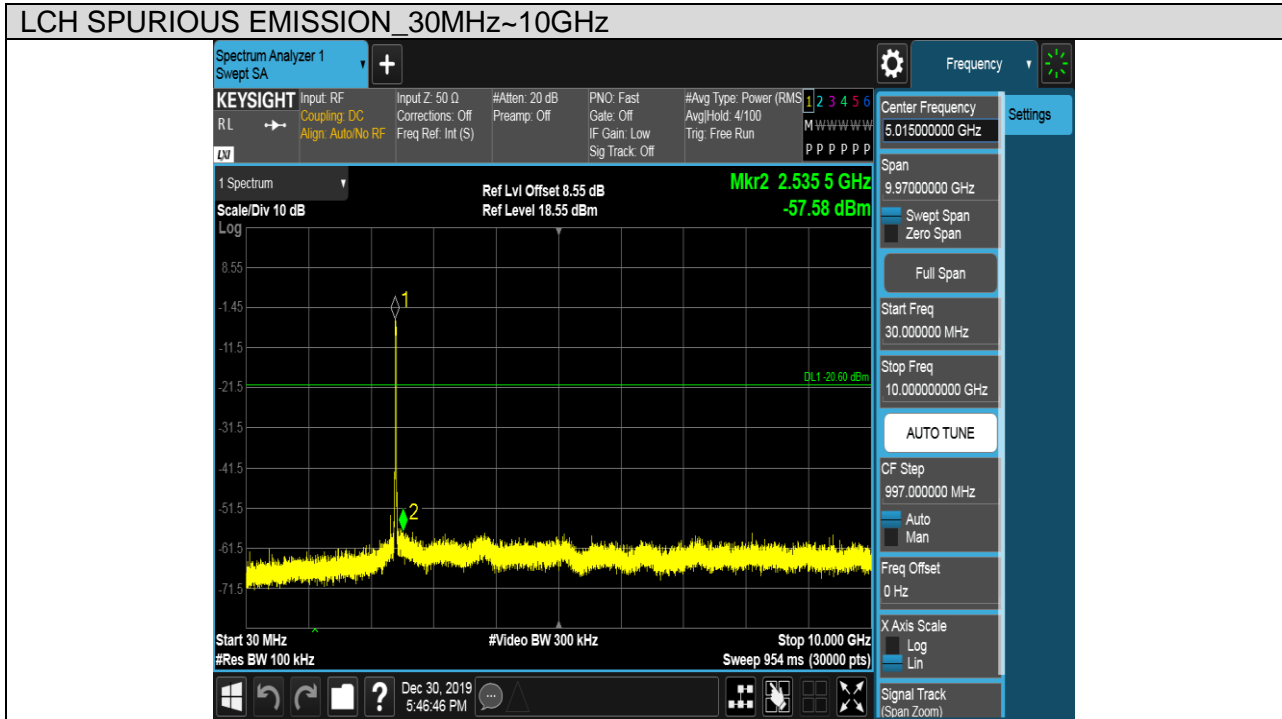 LCH SPURIOUS EMISSION_30MHz~10GHz
Spectrum Analyzer 1
Swept SA
+
Frequency
KEYSIGHT
RL
LXI
Input: RF
Coupling: DC
Align: Auto/No RF
Input Z: 50 Ω
Corrections: Off
Freq Ref: Int (S)
#Atten: 20 dB
Preamp: Off
PNO: Fast
Gate: Off
IF Gain: Low
Sig Track: Off
#Avg Type: Power (RMS
Avg|Hold: 4/100
Trig: Free Run
1 2 3 4 5 6
M W W W W W
P P P P P P
1 Spectrum
Scale/Div 10 dB
Log
Ref Lvl Offset 8.55 dB
Ref Level 18.55 dBm
Mkr2 2.535 5 GHz
-57.58 dBm
8.55
-1.45
-11.5
-21.5
-31.5
-41.5
-51.5
-61.5
-71.5
1
2
DL1 -20.60 dBm
Start 30 MHz
#Res BW 100 kHz
#Video BW 300 kHz
Stop 10.000 GHz
Sweep 954 ms (30000 pts)
Dec 30, 2019
5:46:46 PM
?
Center Frequency
5.015000000 GHz
Settings
Span
9.97000000 GHz
Swept Span
Zero Span
Full Span
Start Freq
30.000000 MHz
Stop Freq
10.000000000 GHz
AUTO TUNE
CF Step
997.000000 MHz
Auto
Man
Freq Offset
0 Hz
X Axis Scale
Log
Lin
Signal Track
(Span Zoom)